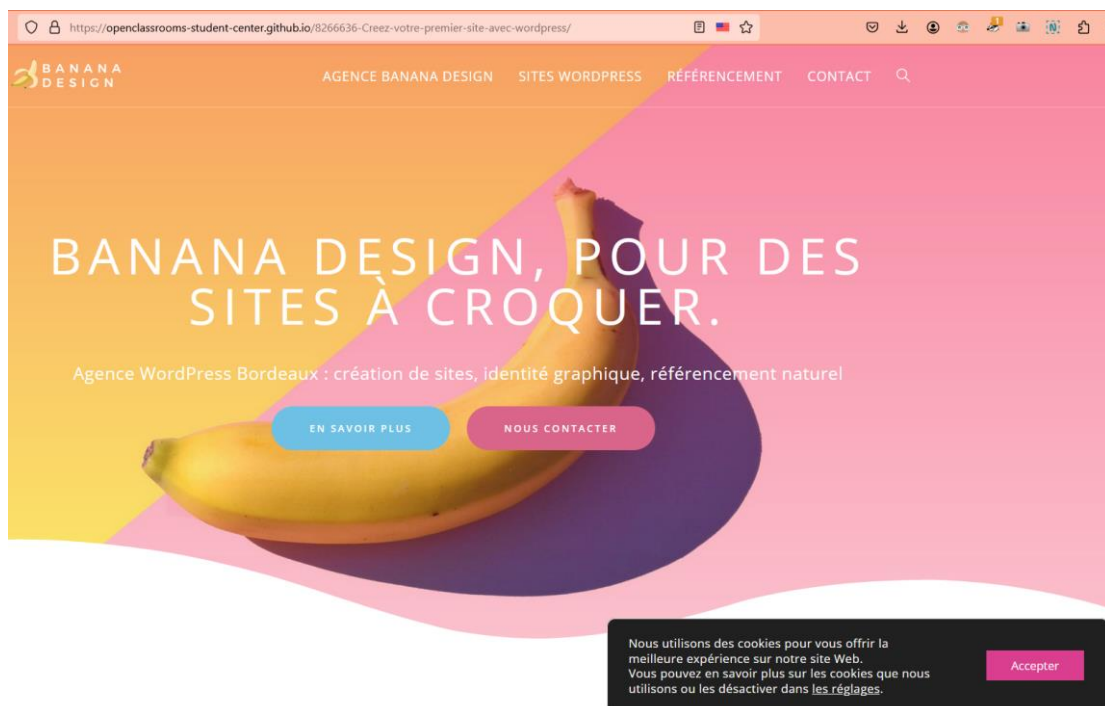 https://openclassrooms-student-center.github.io/8266636-Creez-votre-premier-site-avec-wordpress/
BANANA
DESIGN
AGENCE BANANA DESIGN SITES WORDPRESS RÉFÉRENCEMENT CONTACT
BANANA DESIGN, POUR DES
SITES À CROQUER.
Agence WordPress Bordeaux : création de sites, identité graphique, référencement naturel
EN SAVOIR PLUS NOUS CONTACTER
Nous utilisons des cookies pour vous offrir la
meilleure expérience sur notre site Web.
Vous pouvez en savoir plus sur les cookies que nous
utilisons ou les désactiver dans les réglages.
Accepter